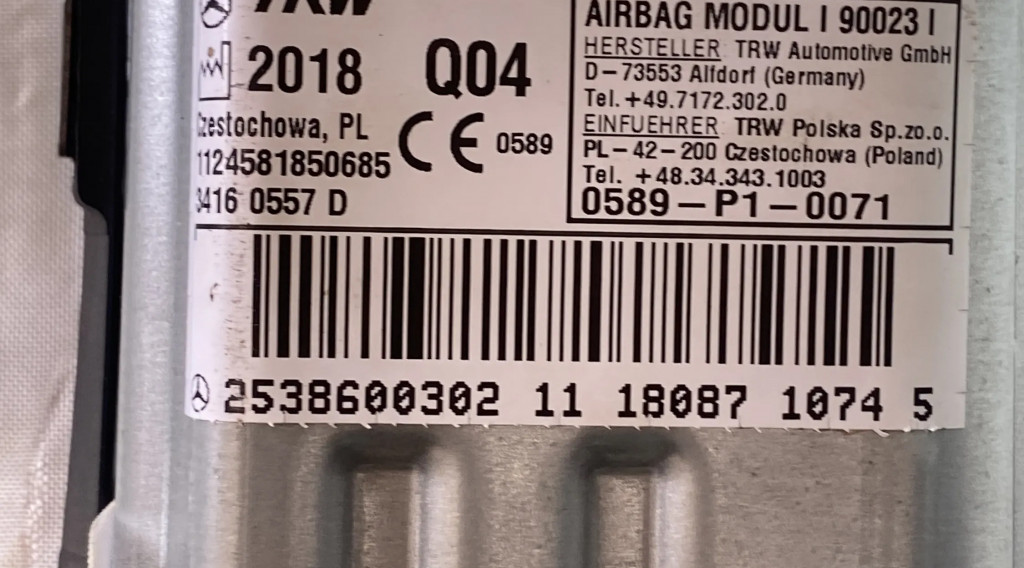 TRW
2018 Q04
Czestochowa, PL
CE 0589
1124581850685
3416 0557 D
AIRBAG MODUL I 90023 I
HERSTELLER TRW Automotive GmbH
D-73553 Alfdorf (Germany)
Tel. +49.7172.302.0
EINFUEHRER TRW Polska Sp.zo.o.
PL-42-200 Czestochowa (Poland)
Tel. +48.34.343.1003
0589-P1-0071
2538600302 11 18087 1074 5